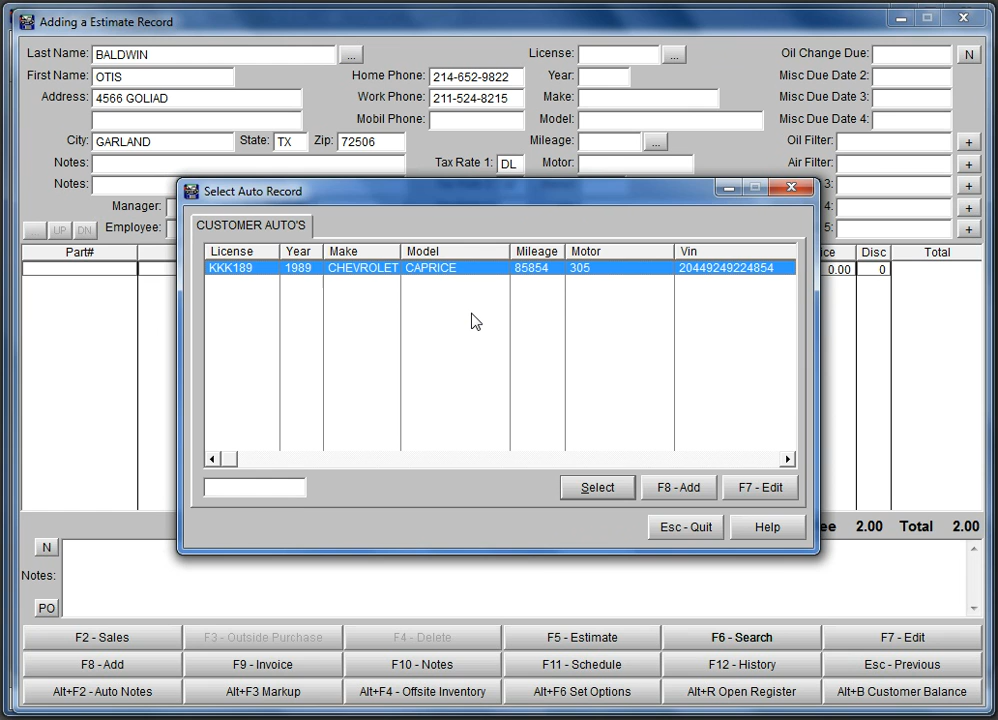 Adding a Estimate Record
Last Name: BALDWIN ... License: ... Oil Change Due: N
First Name: OTIS Home Phone: 214-652-9822 Year: Misc Due Date 2:
Address: 4566 GOLIAD Work Phone: 211-524-8215 Make: Misc Due Date 3:
Mobil Phone: Model: Misc Due Date 4:
City: GARLAND State: TX Zip: 72506 Mileage: ... Oil Filter: +
Notes: Tax Rate 1: DL Motor: Air Filter: +
Notes: 3: +
Manager: 4: +
UP DN Employee: 5: +
Part# ice Disc Total
0.00 0
Select Auto Record
CUSTOMER AUTO'S
License Year Make Model Mileage Motor Vin
KKK189 1989 CHEVROLET CAPRICE 85854 305 20449249224854
Select F8 - Add F7 - Edit
Esc - Quit Help
ee 2.00 Total 2.00
N
Notes:
PO
F2 - Sales F3 - Outside Purchase F4 - Delete F5 - Estimate F6 - Search F7 - Edit
F8 - Add F9 - Invoice F10 - Notes F11 - Schedule F12 - History Esc - Previous
Alt+F2 - Auto Notes Alt+F3 Markup Alt+F4 - Offsite Inventory Alt+F6 Set Options Alt+R Open Register Alt+B Customer Balance